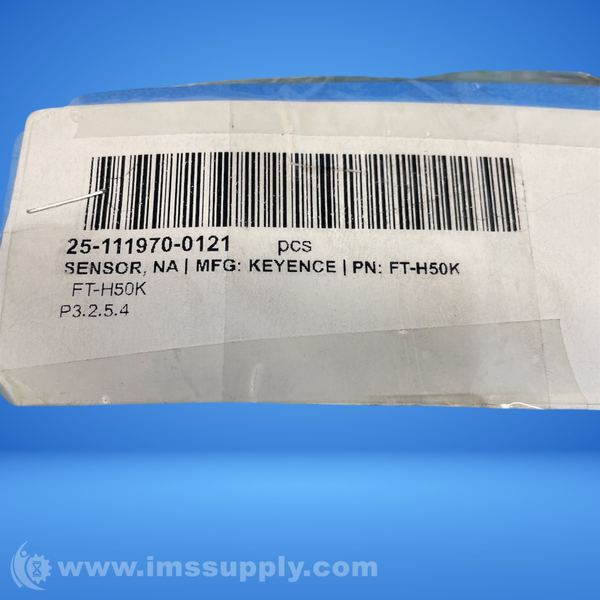 25-111970-0121 pcs
SENSOR, NA | MFG: KEYENCE | PN: FT-H50K
FT-H50K
P3.2.5.4
www.imssupply.com